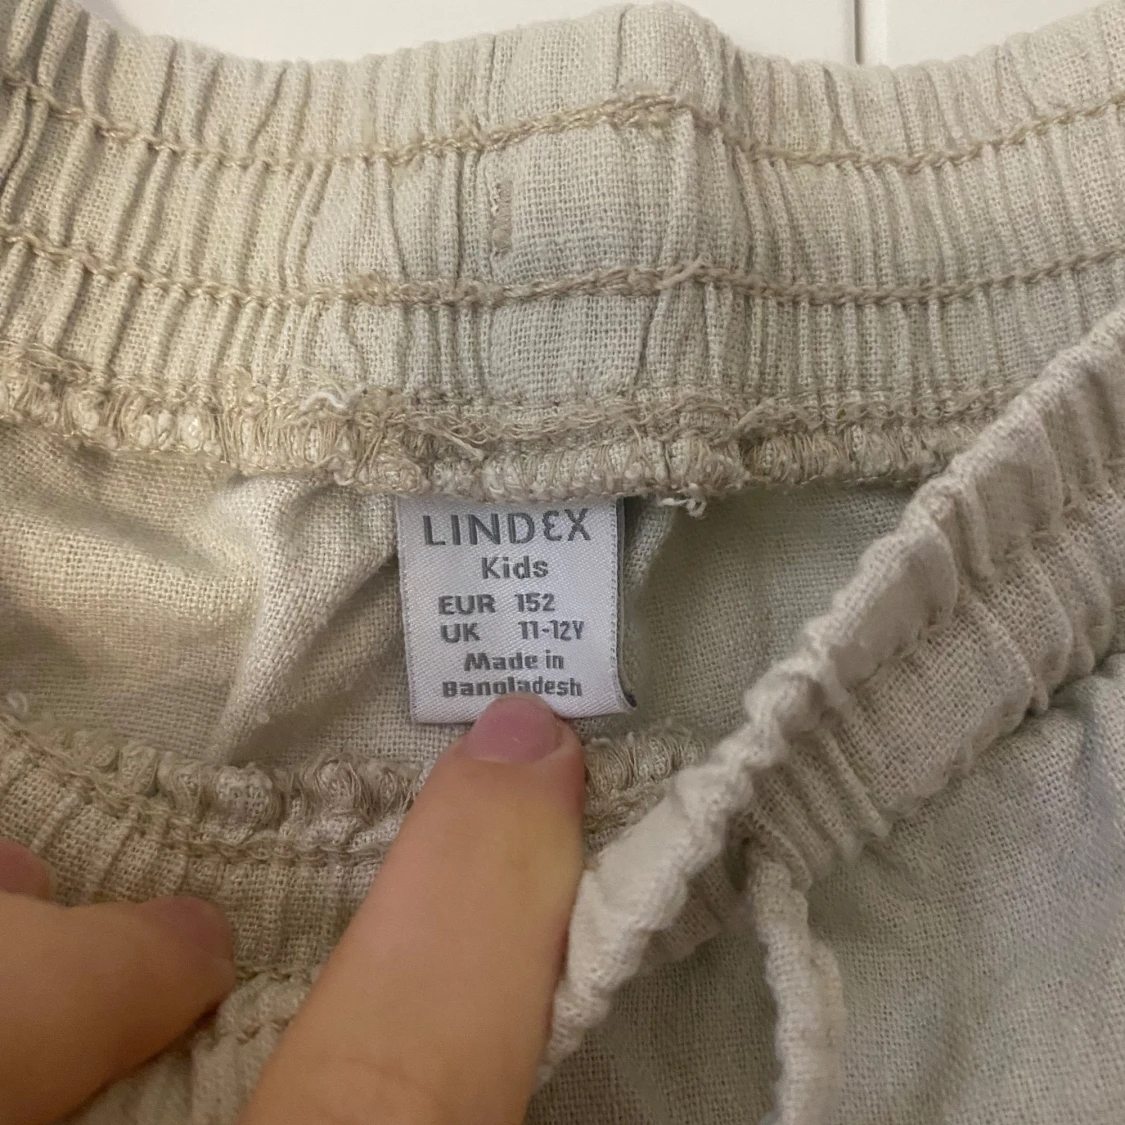 LINDEX
Kids
EUR 152
UK 11-12Y
Made in
Bangladesh